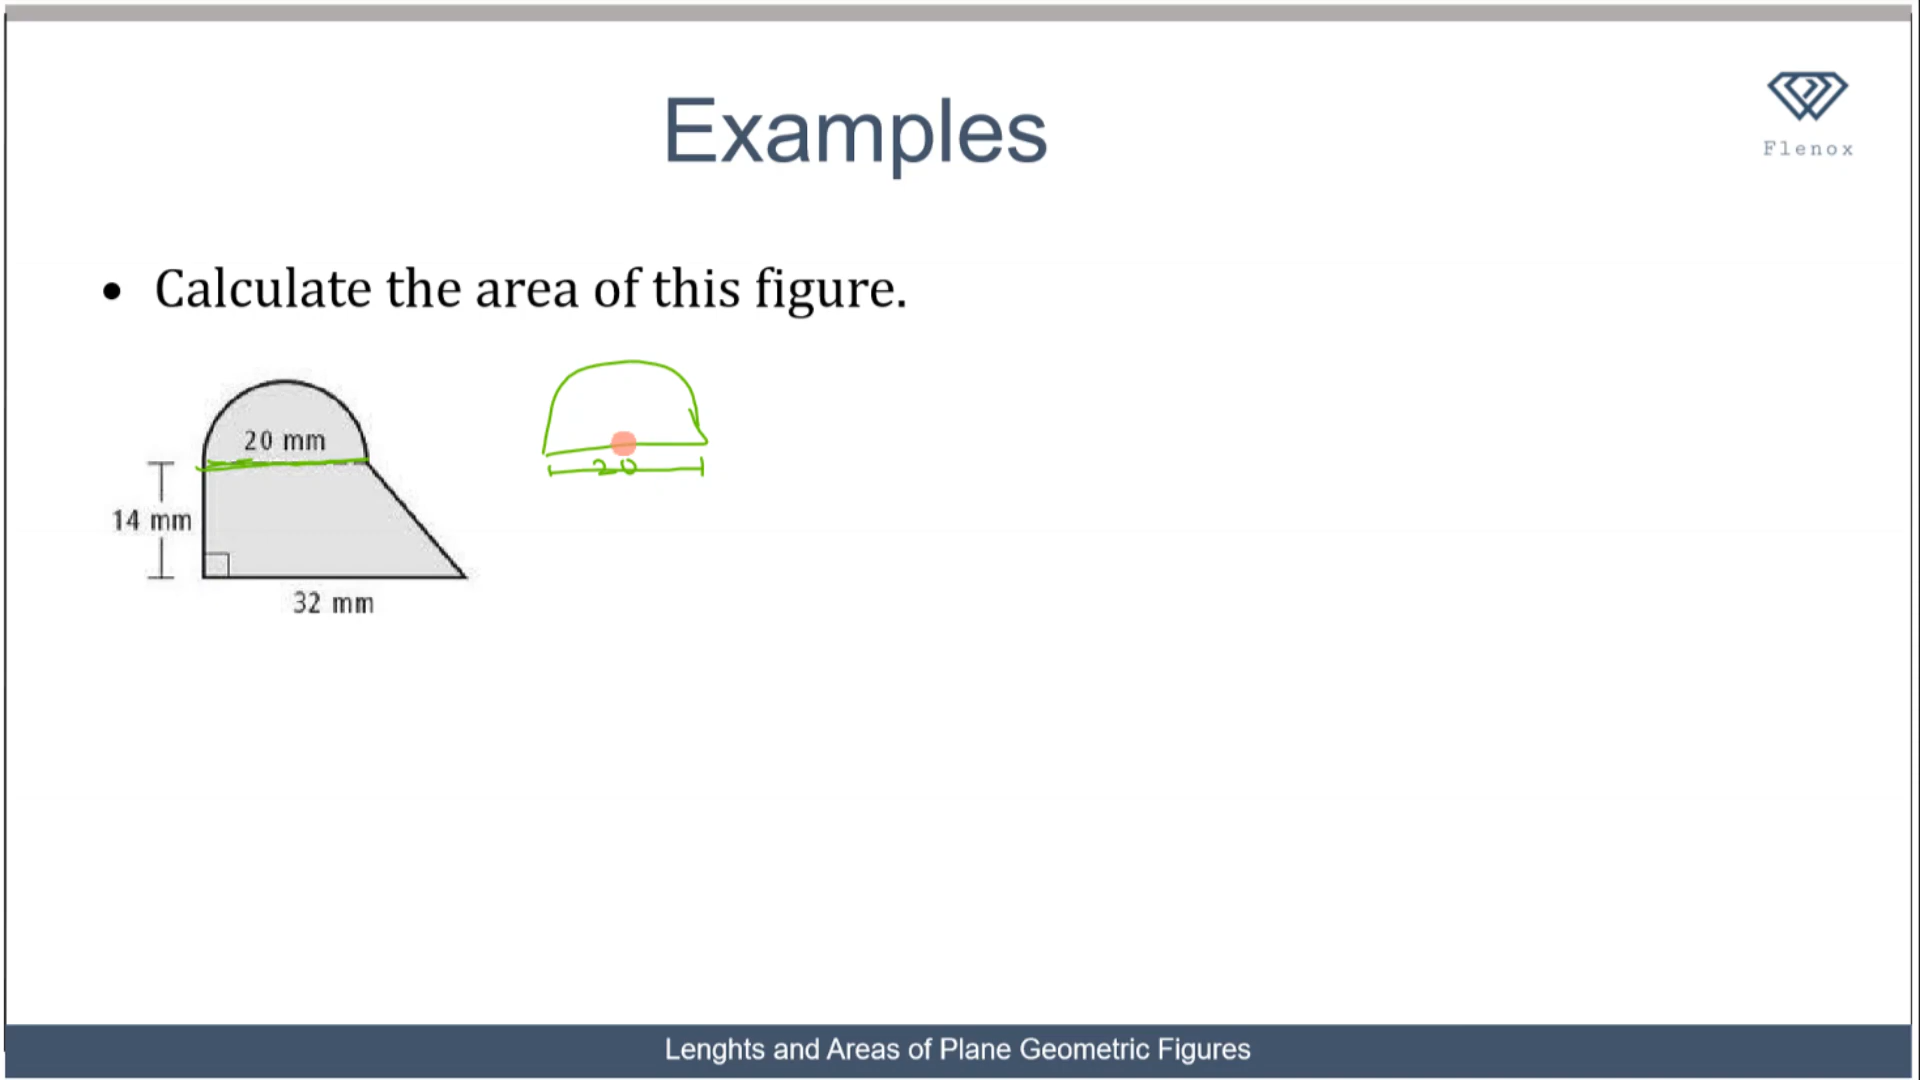 Examples
Flenox
• Calculate the area of this figure.
20 mm
20
14 mm
32 mm
Lenghts and Areas of Plane Geometric Figures